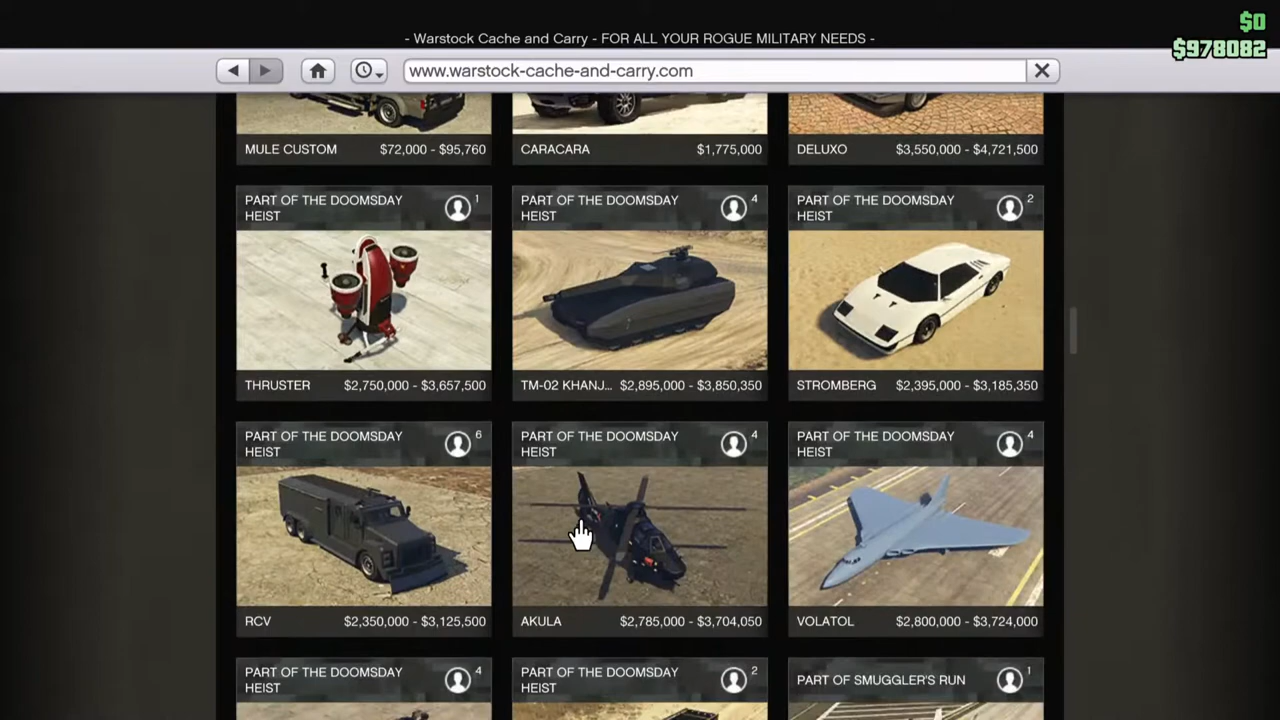 $0
- Warstock Cache and Carry - FOR ALL YOUR ROGUE MILITARY NEEDS -
$978082
www.warstock-cache-and-carry.com
MULE CUSTOM $72,000 - $95,760
CARACARA $1,775,000
DELUXO $3,550,000 - $4,721,500
PART OF THE DOOMSDAY
HEIST
1
PART OF THE DOOMSDAY
HEIST
4
PART OF THE DOOMSDAY
HEIST
2
THRUSTER $2,750,000 - $3,657,500
TM-02 KHANJ... $2,895,000 - $3,850,350
STROMBERG $2,395,000 - $3,185,350
PART OF THE DOOMSDAY
HEIST
6
PART OF THE DOOMSDAY
HEIST
4
PART OF THE DOOMSDAY
HEIST
4
RCV $2,350,000 - $3,125,500
AKULA $2,785,000 - $3,704,050
VOLATOL $2,800,000 - $3,724,000
PART OF THE DOOMSDAY
HEIST
4
PART OF THE DOOMSDAY
HEIST
2
PART OF SMUGGLER'S RUN
1